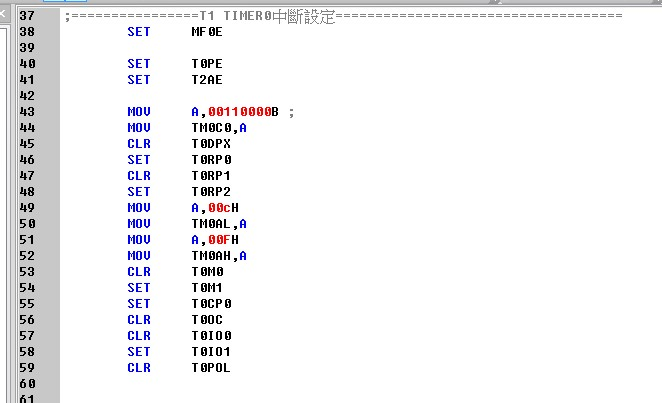 37 ;================T1 TIMER0中斷設定====================================
38 SET MF0E
39
40 SET T0PE
41 SET T2AE
42
43 MOV A,00110000B ;
44 MOV TM0C0,A
45 CLR T0DPX
46 SET T0RP0
47 CLR T0RP1
48 SET T0RP2
49 MOV A,00cH
50 MOV TM0AL,A
51 MOV A,00FH
52 MOV TM0AH,A
53 CLR T0M0
54 SET T0M1
55 SET T0CP0
56 CLR T0OC
57 CLR T0IO0
58 SET T0IO1
59 CLR T0POL
60
61